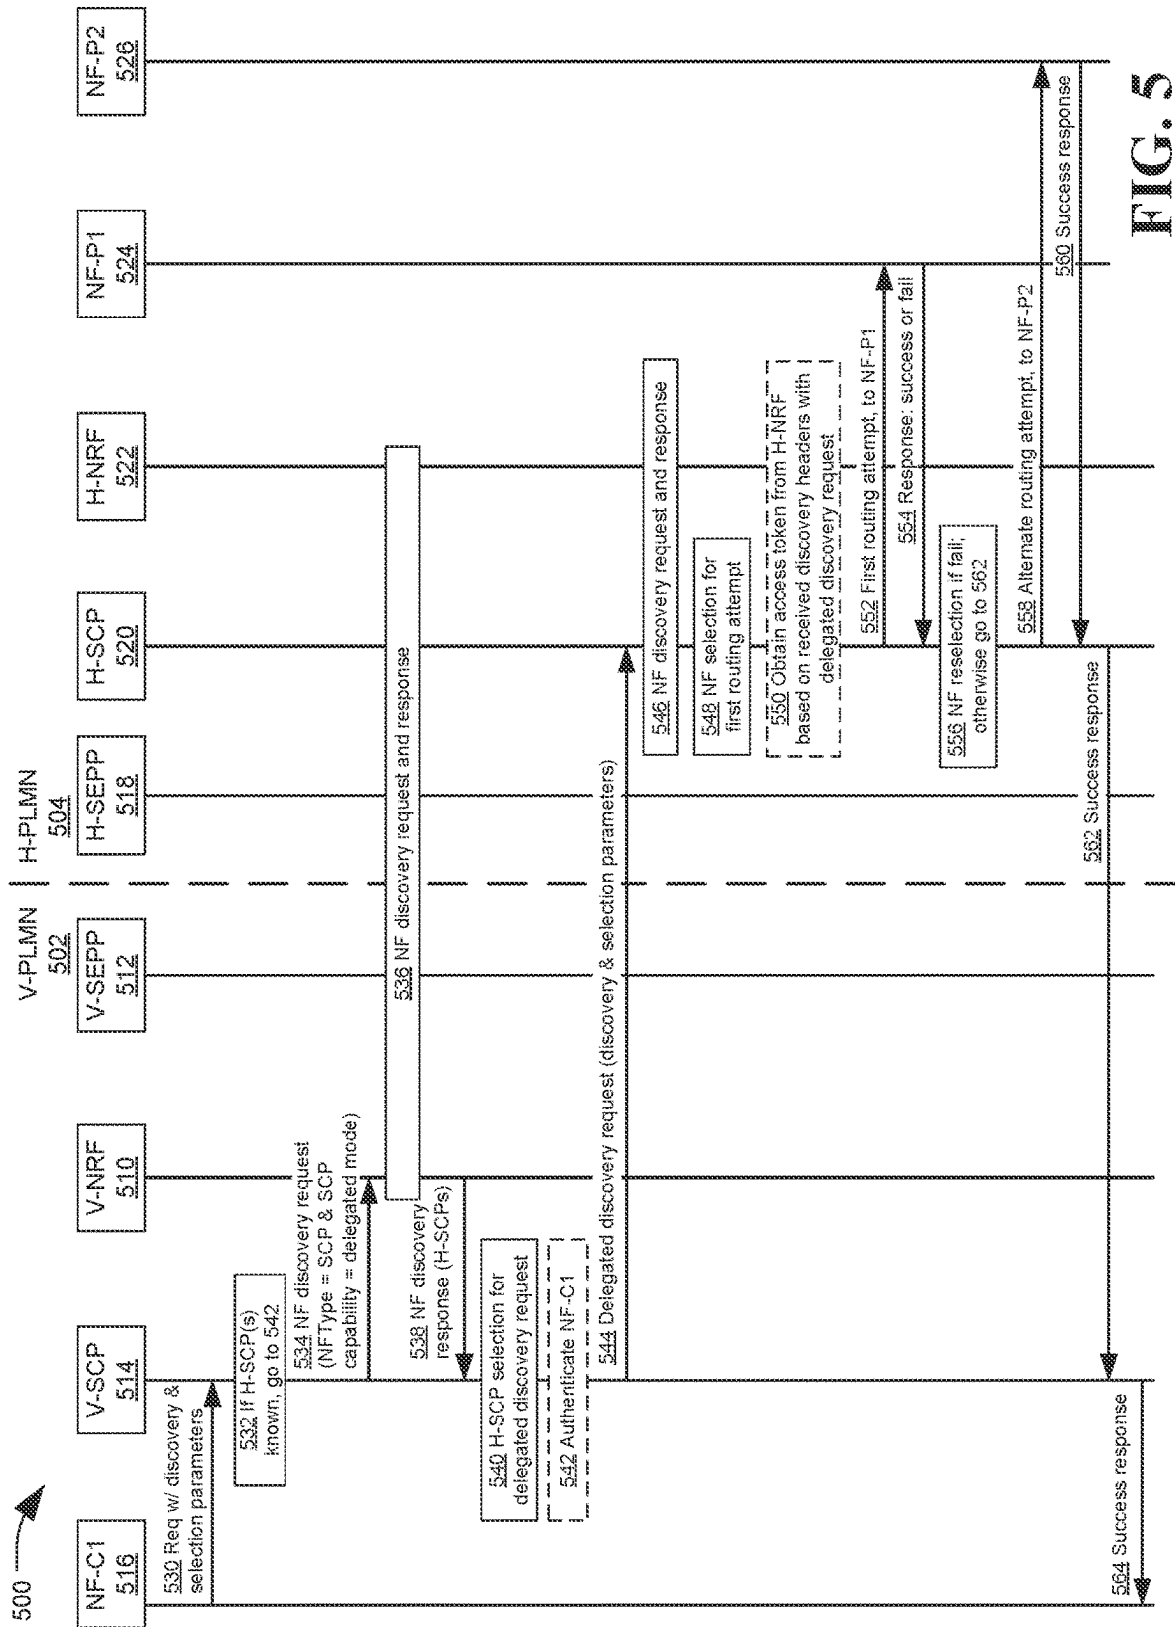 500
V-PLMN
502
H-PLMN
504
NF-C1
516
V-SCP
514
V-NRF
510
V-SEPP
512
H-SEPP
518
H-SCP
520
H-NRF
522
NF-P1
524
NF-P2
526
530 Req w/ discovery &
selection parameters
532 If H-SCP(s)
known, go to 542
534 NF discovery request
(NFType = SCP & SCP
capability = delegated mode)
536 NF discovery request and response
538 NF discovery
response (H-SCPs)
540 H-SCP selection for
delegated discovery request
542 Authenticate NF-C1
544 Delegated discovery request (discovery & selection parameters)
546 NF discovery request and response
548 NF selection for
first routing attempt
550 Obtain access token from H-NRF
based on received discovery headers with
delegated discovery request
552 First routing attempt, to NF-P1
554 Response: success or fail
556 NF reselection if fail;
otherwise go to 562
558 Alternate routing attempt, to NF-P2
560 Success response
562 Success response
564 Success response
FIG. 5